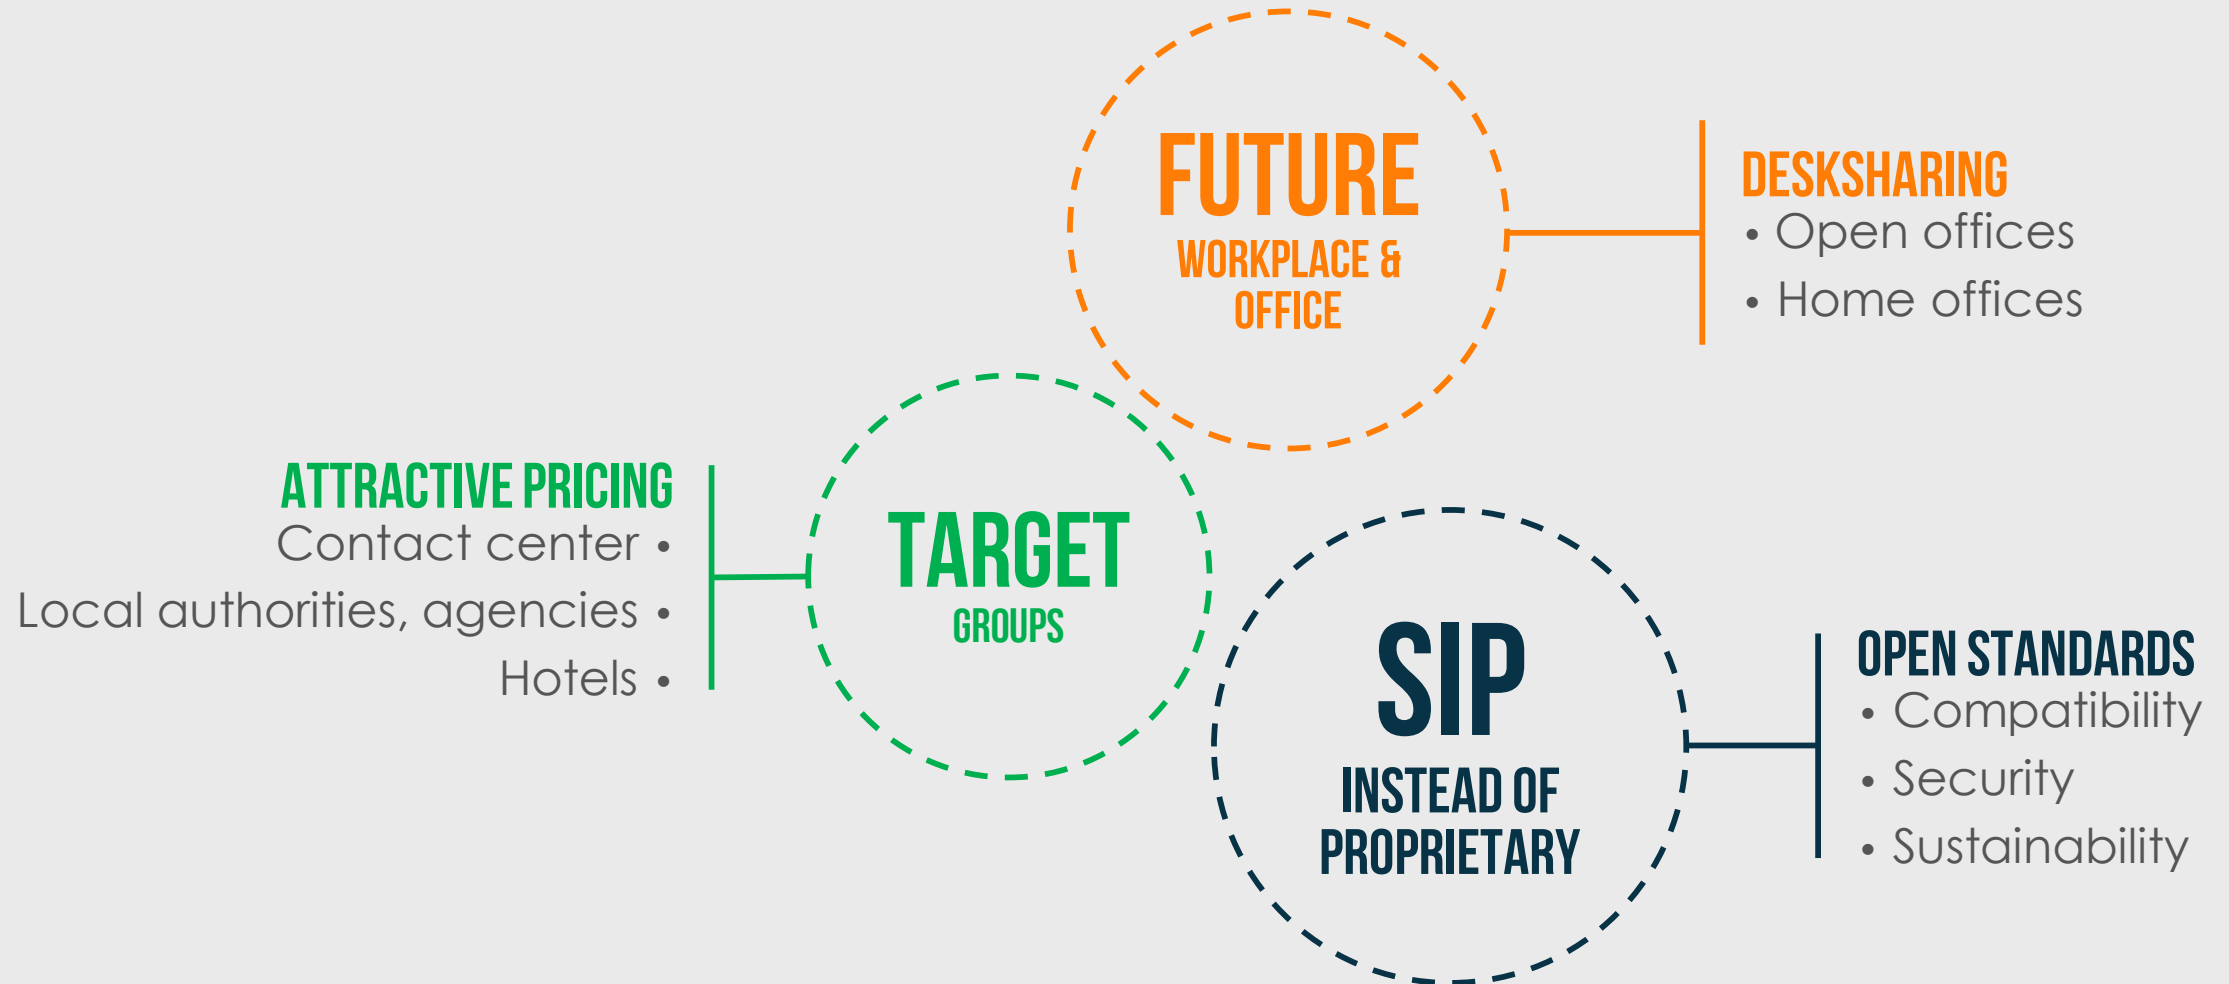 FUTURE
WORKPLACE &
OFFICE
DESKSHARING
• Open offices
• Home offices
ATTRACTIVE PRICING
Contact center •
Local authorities, agencies •
Hotels •
TARGET
GROUPS
SIP
INSTEAD OF
PROPRIETARY
OPEN STANDARDS
• Compatibility
• Security
• Sustainability